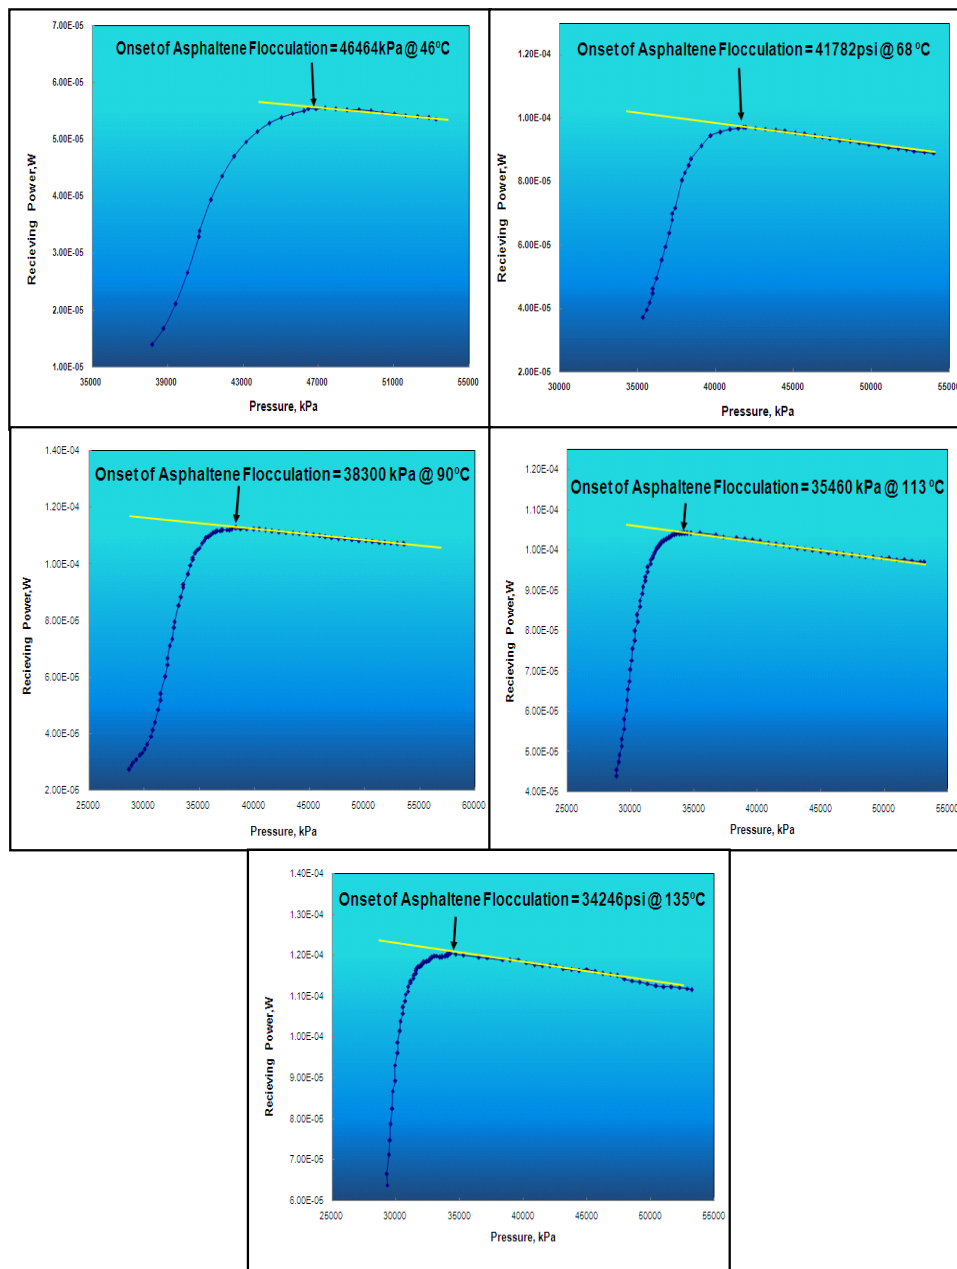 Onset of Asphaltene Flocculation = 46464kPa @ 46ºC
7.00E-05
6.00E-05
5.00E-05
4.00E-05
3.00E-05
2.00E-05
1.00E-05
Recieving Power,W
35000 39000 43000 47000 51000 55000
Pressure, kPa
Onset of Asphaltene Flocculation = 41782psi @ 68 ºC
1.20E-04
1.00E-04
8.00E-05
6.00E-05
4.00E-05
2.00E-05
Recieving Power,W
30000 35000 40000 45000 50000 55000
Pressure, kPa
Onset of Asphaltene Flocculation = 38300 kPa @ 90ºC
1.40E-04
1.20E-04
1.00E-04
8.00E-05
6.00E-05
4.00E-05
2.00E-05
Recieving Power,W
25000 30000 35000 40000 45000 50000 55000 60000
Pressure, kPa
Onset of Asphaltene Flocculation = 35460 kPa @ 113 ºC
1.20E-04
1.10E-04
1.00E-04
9.00E-05
8.00E-05
7.00E-05
6.00E-05
5.00E-05
4.00E-05
Recieving Power,W
25000 30000 35000 40000 45000 50000 55000
Pressure, kPa
Onset of Asphaltene Flocculation = 34246psi @ 135ºC
1.40E-04
1.30E-04
1.20E-04
1.10E-04
1.00E-04
9.00E-05
8.00E-05
7.00E-05
6.00E-05
Recieving Power,W
25000 30000 35000 40000 45000 50000 55000
Pressure, kPa